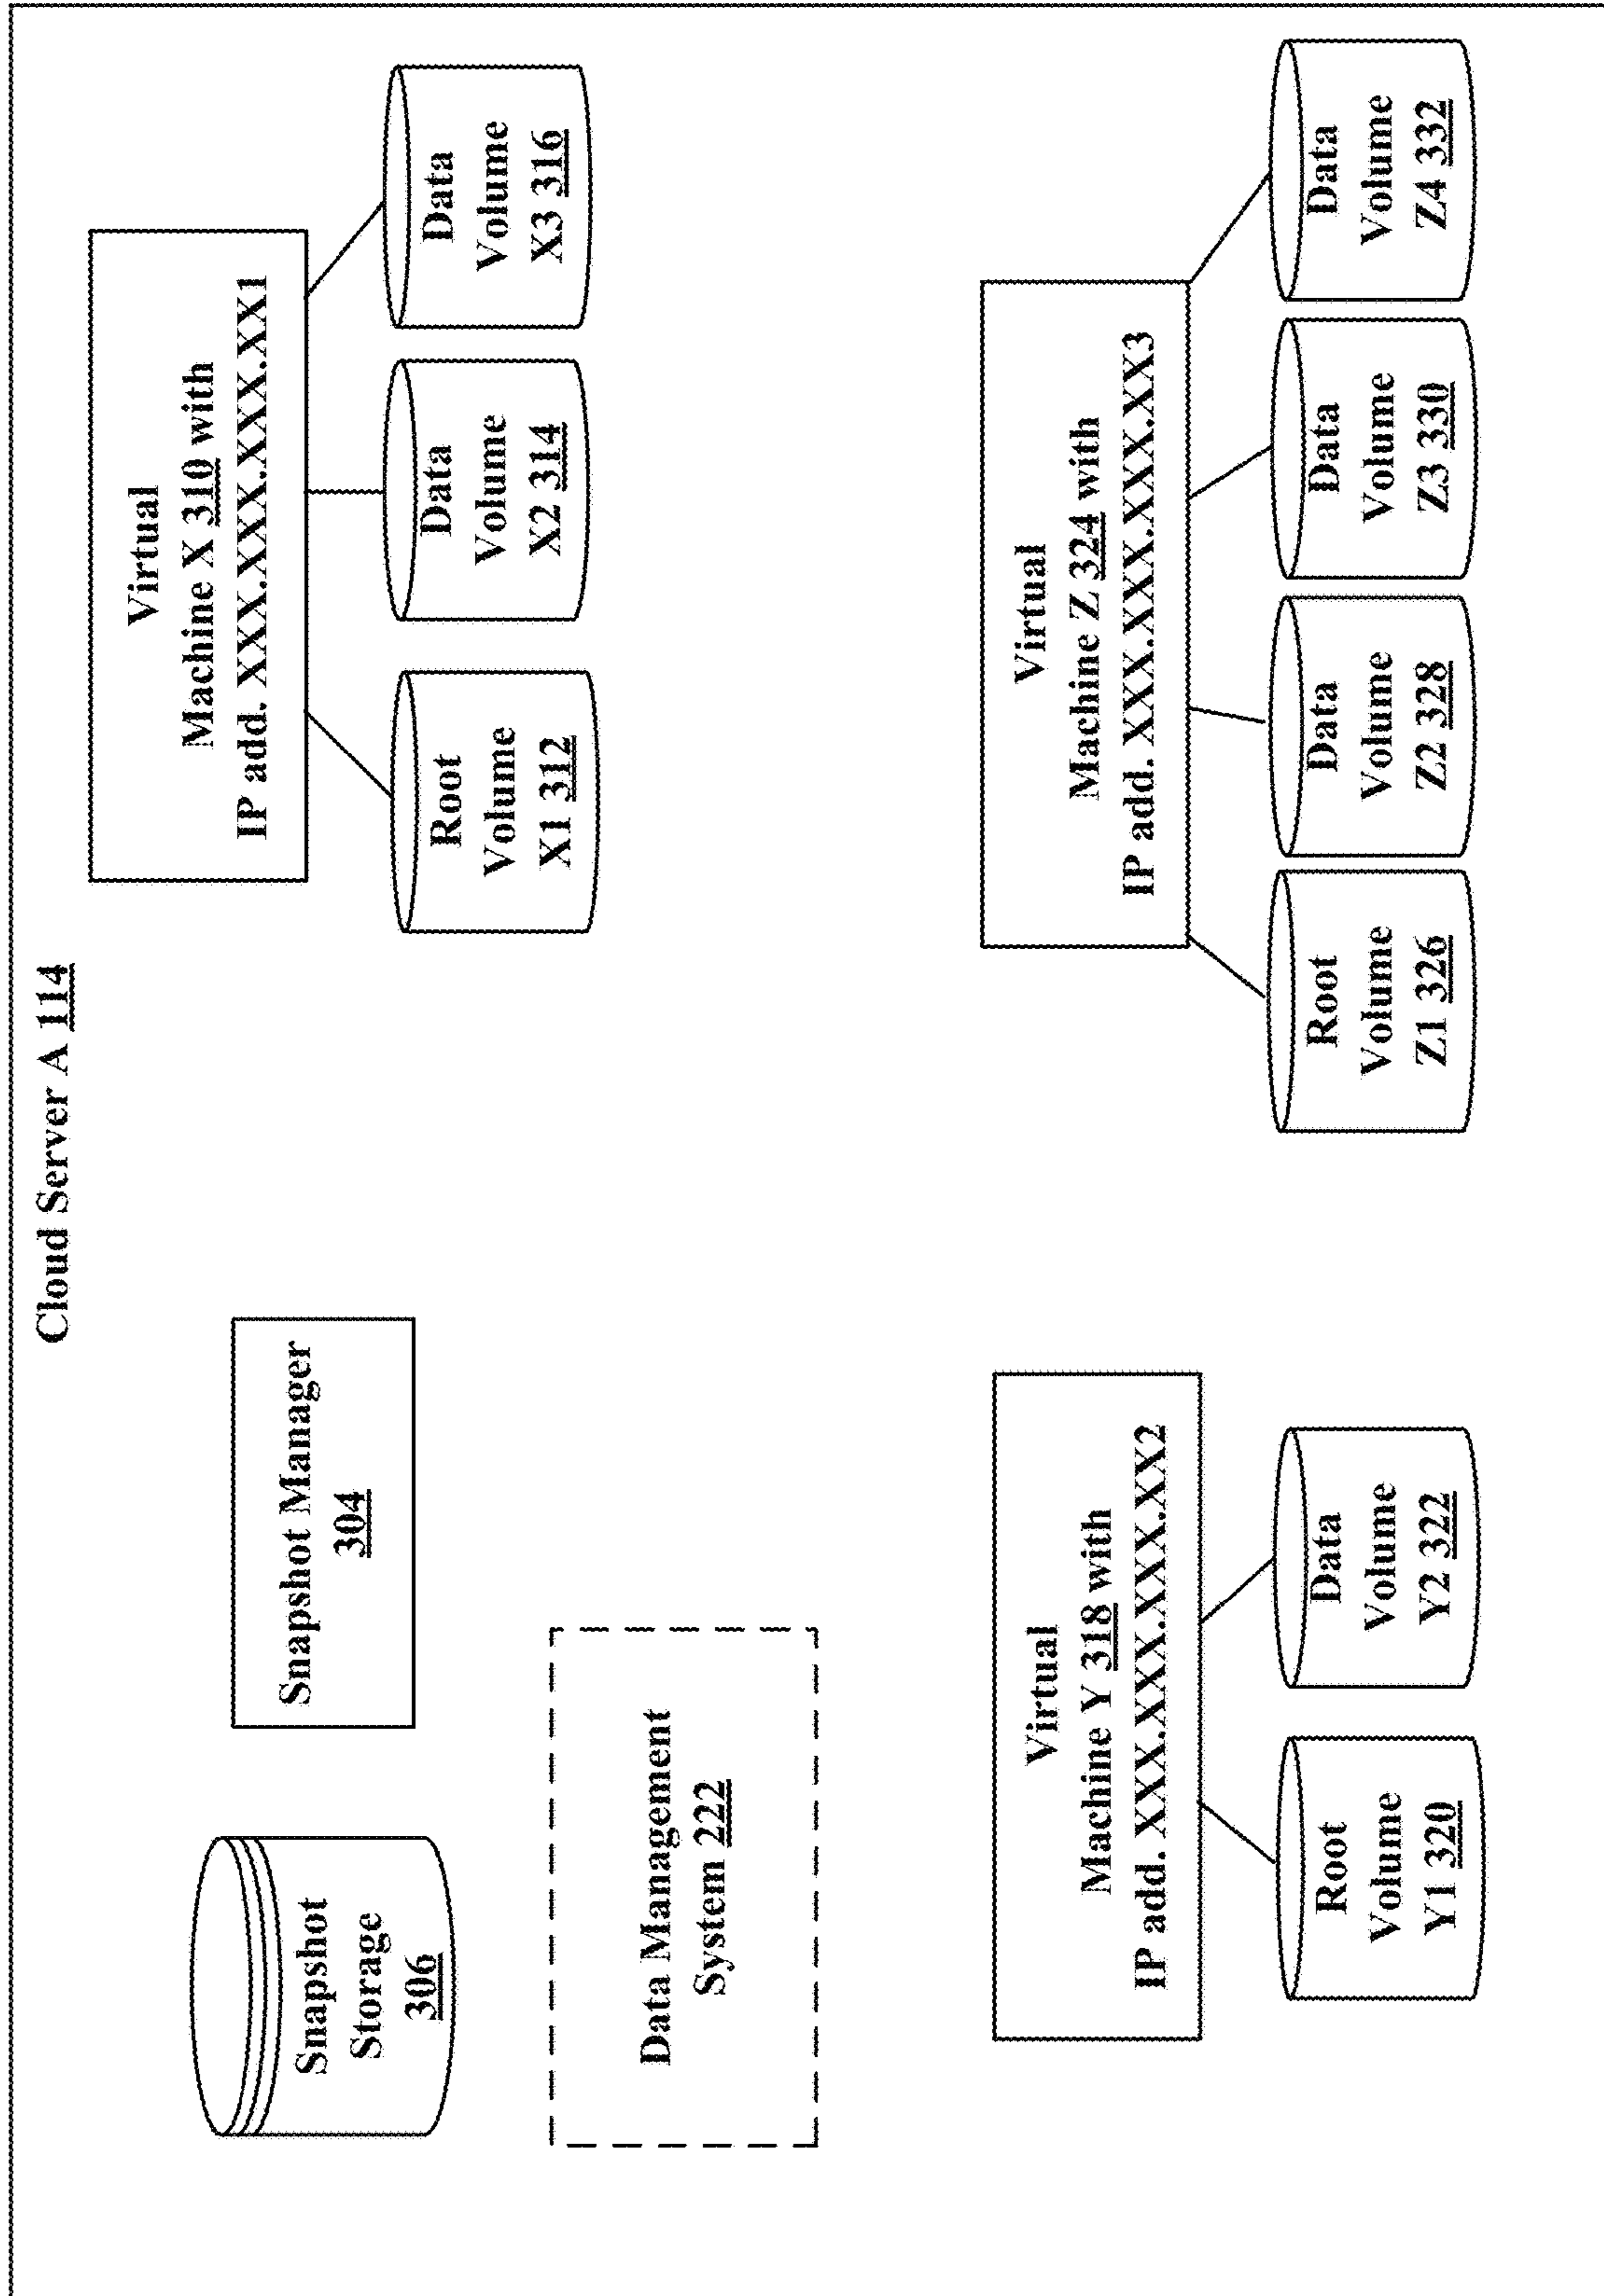 Cloud Server A 114
Snapshot
Storage
306
Snapshot Manager
304
Data Management
System 222
Virtual
Machine X 310 with
IP add. XXX.XXX.XXX.XX1
Root
Volume
X1 312
Data
Volume
X2 314
Data
Volume
X3 316
Virtual
Machine Y 318 with
IP add. XXX.XXX.XXX.XX2
Root
Volume
Y1 320
Data
Volume
Y2 322
Virtual
Machine Z 324 with
IP add. XXX.XXX.XXX.XX3
Root
Volume
Z1 326
Data
Volume
Z2 328
Data
Volume
Z3 330
Data
Volume
Z4 332